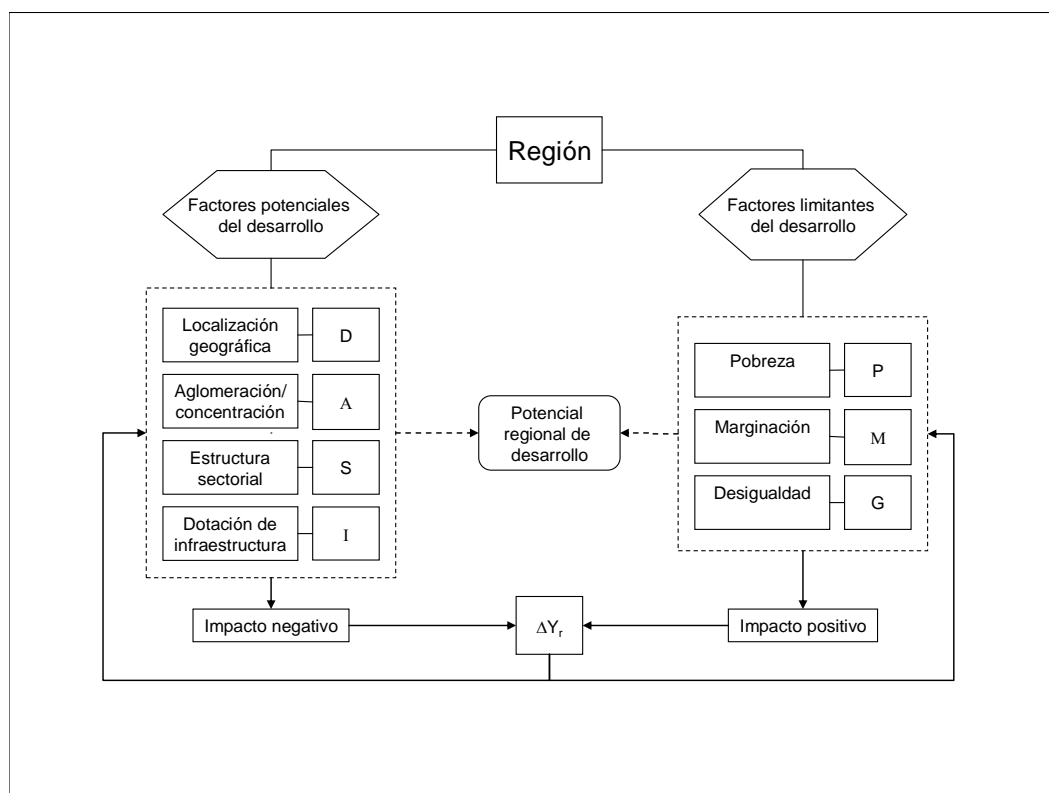 Región
Factores potenciales
del desarrollo
Factores limitantes
del desarrollo
Localización
geográfica
D
Aglomeración/
concentración
A
Estructura
sectorial
S
Dotación de
infraestructura
I
Potencial
regional de
desarrollo
Pobreza
P
Marginación
M
Desigualdad
G
Impacto negativo
ΔYr
Impacto positivo